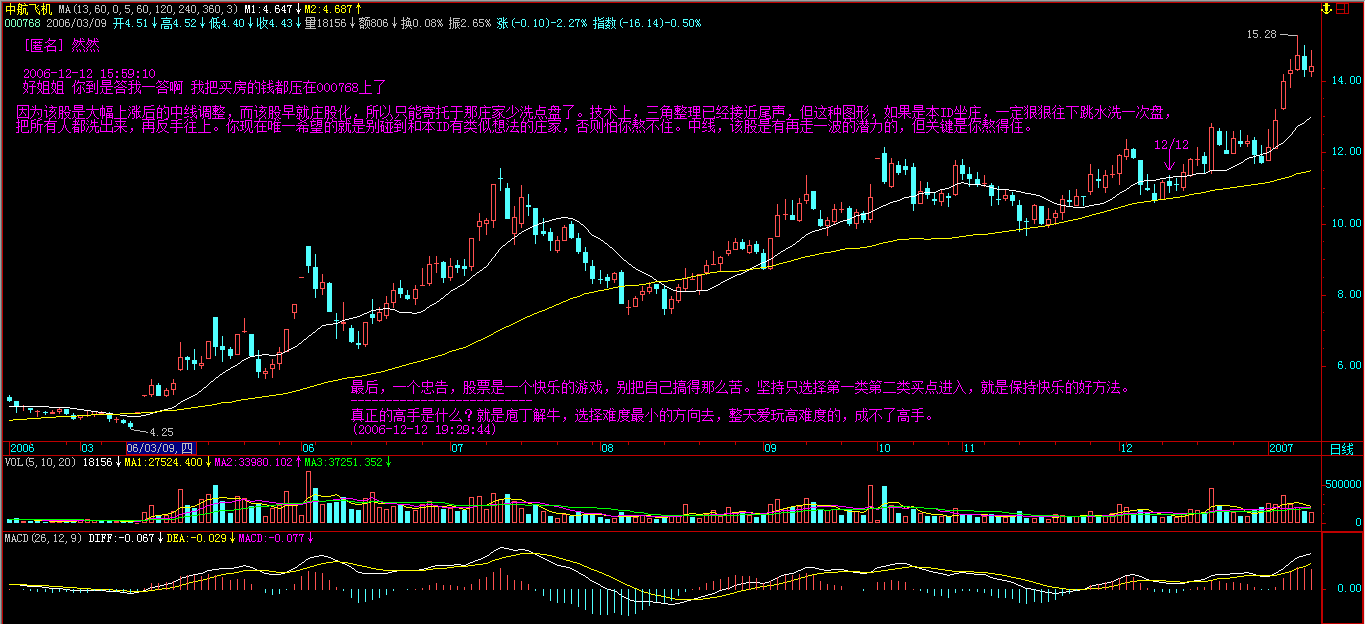 中航飞机 MA(13,60,0,5,60,120,240,360,3) M1:4.647↓M2:4.687↑
000768 2006/03/09 开4.51↓高4.52↓低4.40↓收4.43↓量18156↓额806↓换0.08% 振2.65% 涨(-0.10)-2.27% 指数(-16.14)-0.50%
15.28
[匿名] 然然
2006-12-12 15:59:10
好姐姐 你到是答我一答啊 我把买房的钱都压在000768上了
因为该股是大幅上涨后的中线调整，而该股早就庄股化，所以只能寄托于那庄家少洗点盘了。技术上，三角整理已经接近尾声，但这种图形，如果是本ID坐庄，一定狠狠往下跳水洗一次盘，
把所有人都洗出来，再反手往上。你现在唯一希望的就是别碰到和本ID有类似想法的庄家，否则怕你熬不住。中线，该股是有再走一波的潜力的，但关键是你熬得住。
12/12
14.00
12.00
10.00
8.00
6.00
最后，一个忠告，股票是一个快乐的游戏，别把自己搞得那么苦。坚持只选择第一类第二类买点进入，就是保持快乐的好方法。
--------------------------
真正的高手是什么？就是庖丁解牛，选择难度最小的方向去，整天爱玩高难度的，成不了高手。
(2006-12-12 19:29:44)
4.25
2006 03 06/03/09,四 06 07 08 09 10 11 12 2007 日线
VOL(5,10,20) 18156↓MA1:27524.400↓MA2:33980.102↑MA3:37251.352↓
500000
0
MACD(26,12,9) DIFF:-0.067↓DEA:-0.029↓MACD:-0.077↓
0.00